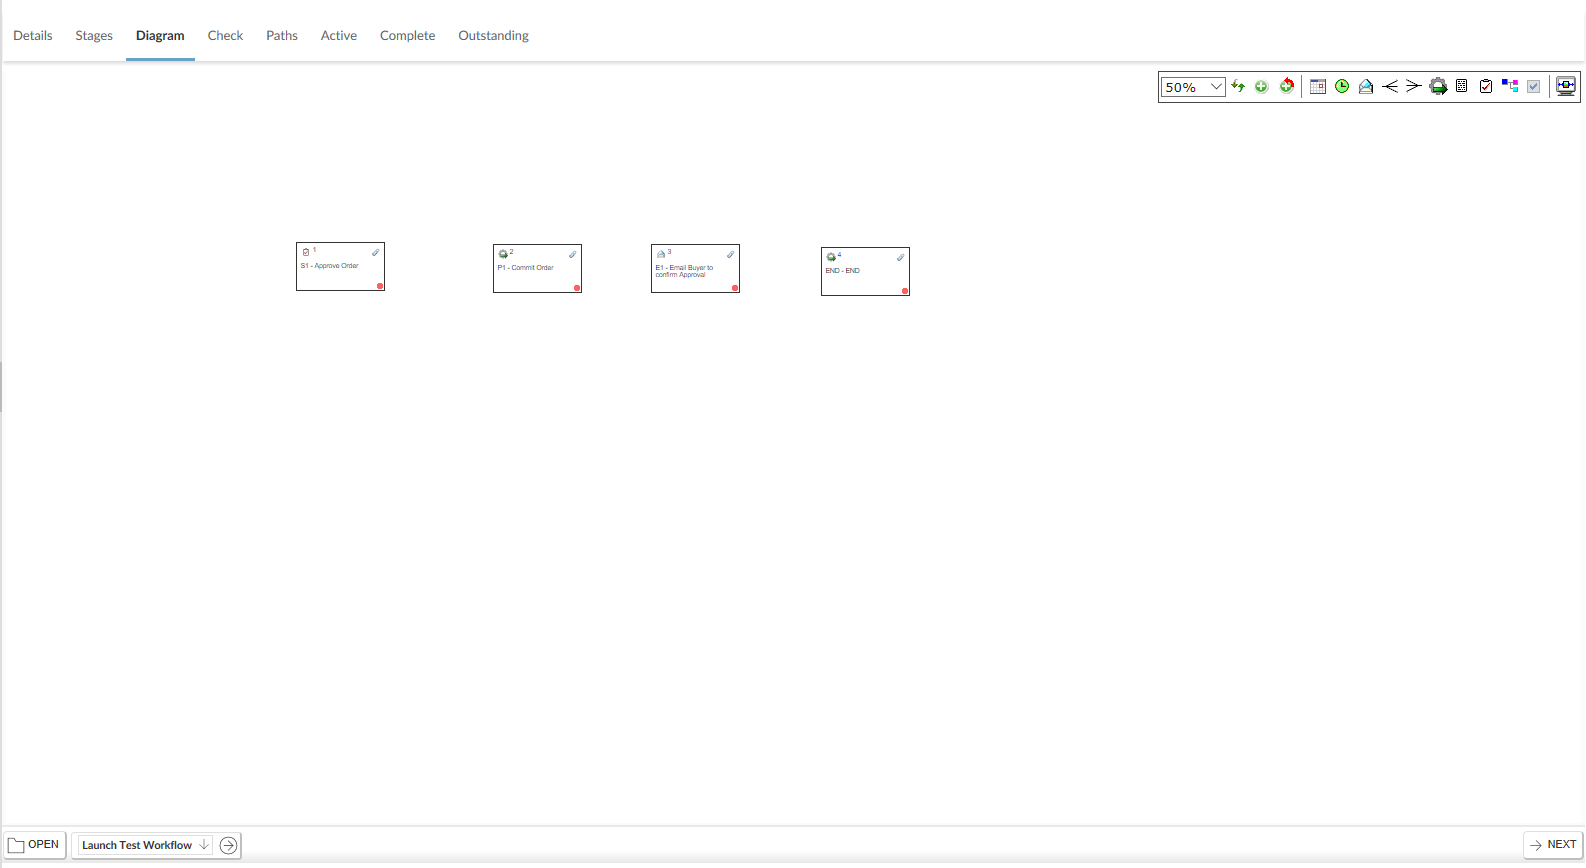 Details Stages Diagram Check Paths Active Complete Outstanding
50%
1
S1 - Approve Order
2
P1 - Commit Order
3
E1 - Email Buyer to
confirm Approval
4
END - END
OPEN Launch Test Workflow NEXT